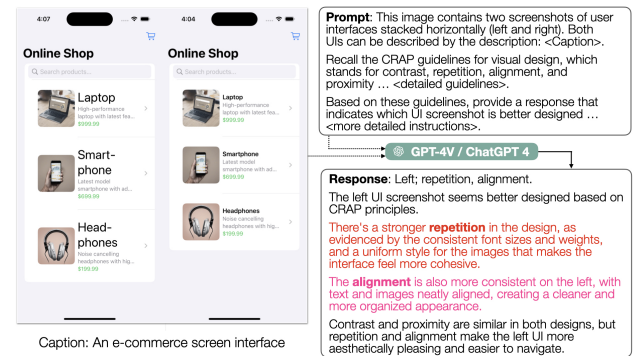 4:07
Online Shop
Search products...
Laptop
High-performance
laptop with latest fea...
$999.99
Smart-
phone
Latest model
smartphone with ad...
$699.99
Head-
phones
Noise cancelling
headphones with hig...
$199.99
4:04
Online Shop
Search products...
Laptop
High-performance
laptop with latest fea...
$999.99
Smartphone
Latest model
smartphone with ad...
$699.99
Headphones
Noise cancelling
headphones with hig...
$199.99
Caption: An e-commerce screen interface
Prompt: This image contains two screenshots of user
interfaces stacked horizontally (left and right). Both
UIs can be described by the description: <Caption>.
Recall the CRAP guidelines for visual design, which
stands for contrast, repetition, alignment, and
proximity ... <detailed guidelines>.
Based on these guidelines, provide a response that
indicates which UI screenshot is better designed ...
<more detailed instructions>.
GPT-4V / ChatGPT 4
Response: Left; repetition, alignment.
The left UI screenshot seems better designed based on
CRAP principles.
There's a stronger repetition in the design, as
evidenced by the consistent font sizes and weights,
and a uniform style for the images that makes the
interface feel more cohesive.
The alignment is also more consistent on the left, with
text and images neatly aligned, creating a cleaner and
more organized appearance.
Contrast and proximity are similar in both designs, but
repetition and alignment make the left UI more
aesthetically pleasing and easier to navigate.